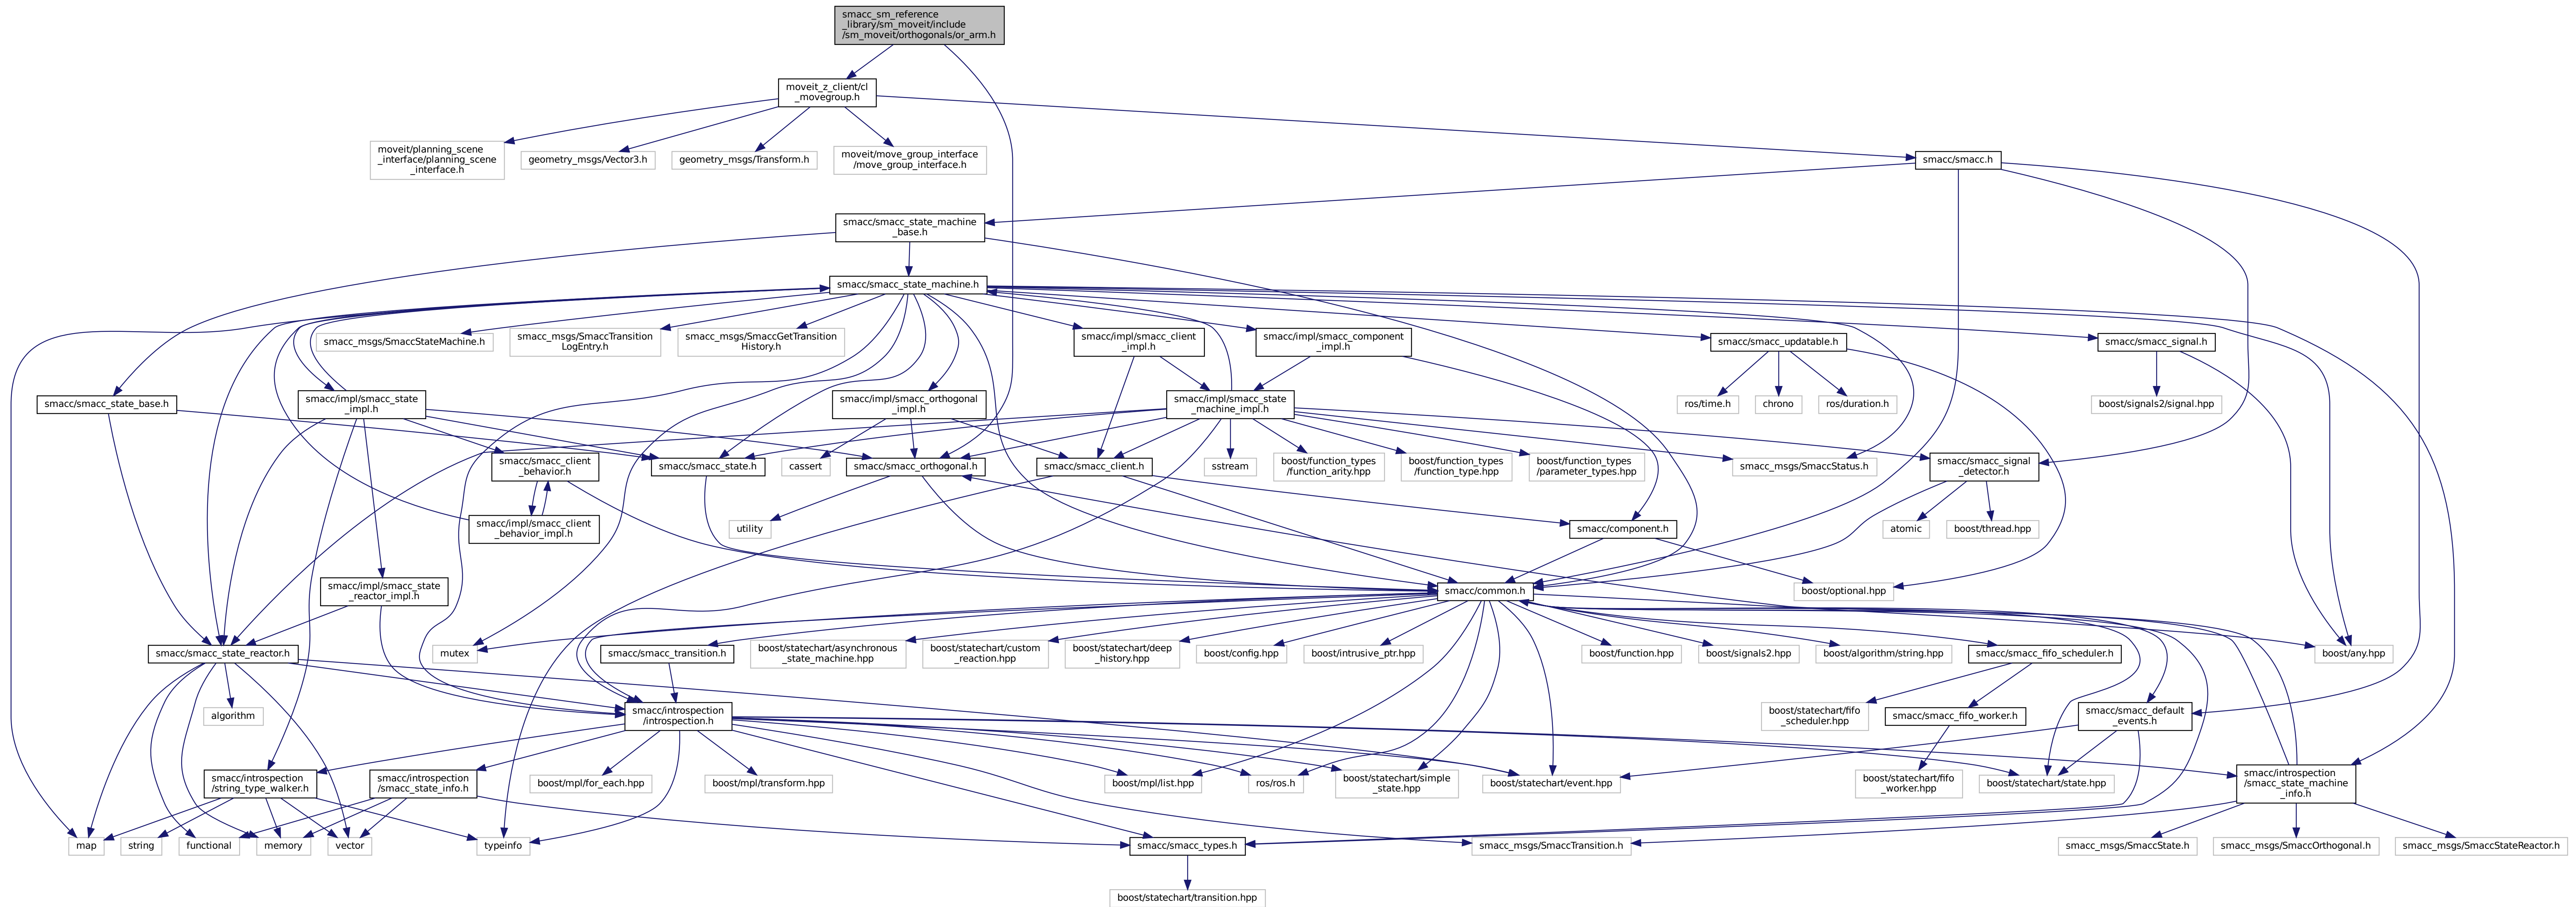 smacc_sm_reference
_library/sm_moveit/include
/sm_moveit/orthogonals/or_arm.h
moveit_z_client/cl
_movegroup.h
moveit/planning_scene
_interface/planning_scene
_interface.h
geometry_msgs/Vector3.h
geometry_msgs/Transform.h
moveit/move_group_interface
/move_group_interface.h
smacc/smacc.h
smacc/smacc_state_machine
_base.h
smacc/smacc_state_machine.h
smacc_msgs/SmaccStateMachine.h
smacc_msgs/SmaccTransition
LogEntry.h
smacc_msgs/SmaccGetTransition
History.h
smacc/impl/smacc_client
_impl.h
smacc/impl/smacc_component
_impl.h
smacc/smacc_updatable.h
smacc/smacc_signal.h
smacc/smacc_state_base.h
smacc/impl/smacc_state
_impl.h
smacc/impl/smacc_orthogonal
_impl.h
smacc/impl/smacc_state
_machine_impl.h
ros/time.h
chrono
ros/duration.h
boost/signals2/signal.hpp
smacc/smacc_client
_behavior.h
smacc/smacc_state.h
cassert
smacc/smacc_orthogonal.h
smacc/smacc_client.h
sstream
boost/function_types
/function_arity.hpp
boost/function_types
/function_type.hpp
boost/function_types
/parameter_types.hpp
smacc_msgs/SmaccStatus.h
smacc/smacc_signal
_detector.h
smacc/impl/smacc_client
_behavior_impl.h
utility
smacc/component.h
atomic
boost/thread.hpp
smacc/impl/smacc_state
_reactor_impl.h
smacc/common.h
boost/optional.hpp
smacc/smacc_state_reactor.h
mutex
smacc/smacc_transition.h
boost/statechart/asynchronous
_state_machine.hpp
boost/statechart/custom
_reaction.hpp
boost/statechart/deep
_history.hpp
boost/config.hpp
boost/intrusive_ptr.hpp
boost/function.hpp
boost/signals2.hpp
boost/algorithm/string.hpp
smacc/smacc_fifo_scheduler.h
boost/any.hpp
algorithm
smacc/introspection
/introspection.h
boost/statechart/fifo
_scheduler.hpp
smacc/smacc_fifo_worker.h
smacc/smacc_default
_events.h
smacc/introspection
/string_type_walker.h
smacc/introspection
/smacc_state_info.h
boost/mpl/for_each.hpp
boost/mpl/transform.hpp
boost/mpl/list.hpp
ros/ros.h
boost/statechart/simple
_state.hpp
boost/statechart/event.hpp
boost/statechart/fifo
_worker.hpp
boost/statechart/state.hpp
smacc/introspection
/smacc_state_machine
_info.h
map
string
functional
memory
vector
typeinfo
smacc/smacc_types.h
smacc_msgs/SmaccTransition.h
smacc_msgs/SmaccState.h
smacc_msgs/SmaccOrthogonal.h
smacc_msgs/SmaccStateReactor.h
boost/statechart/transition.hpp